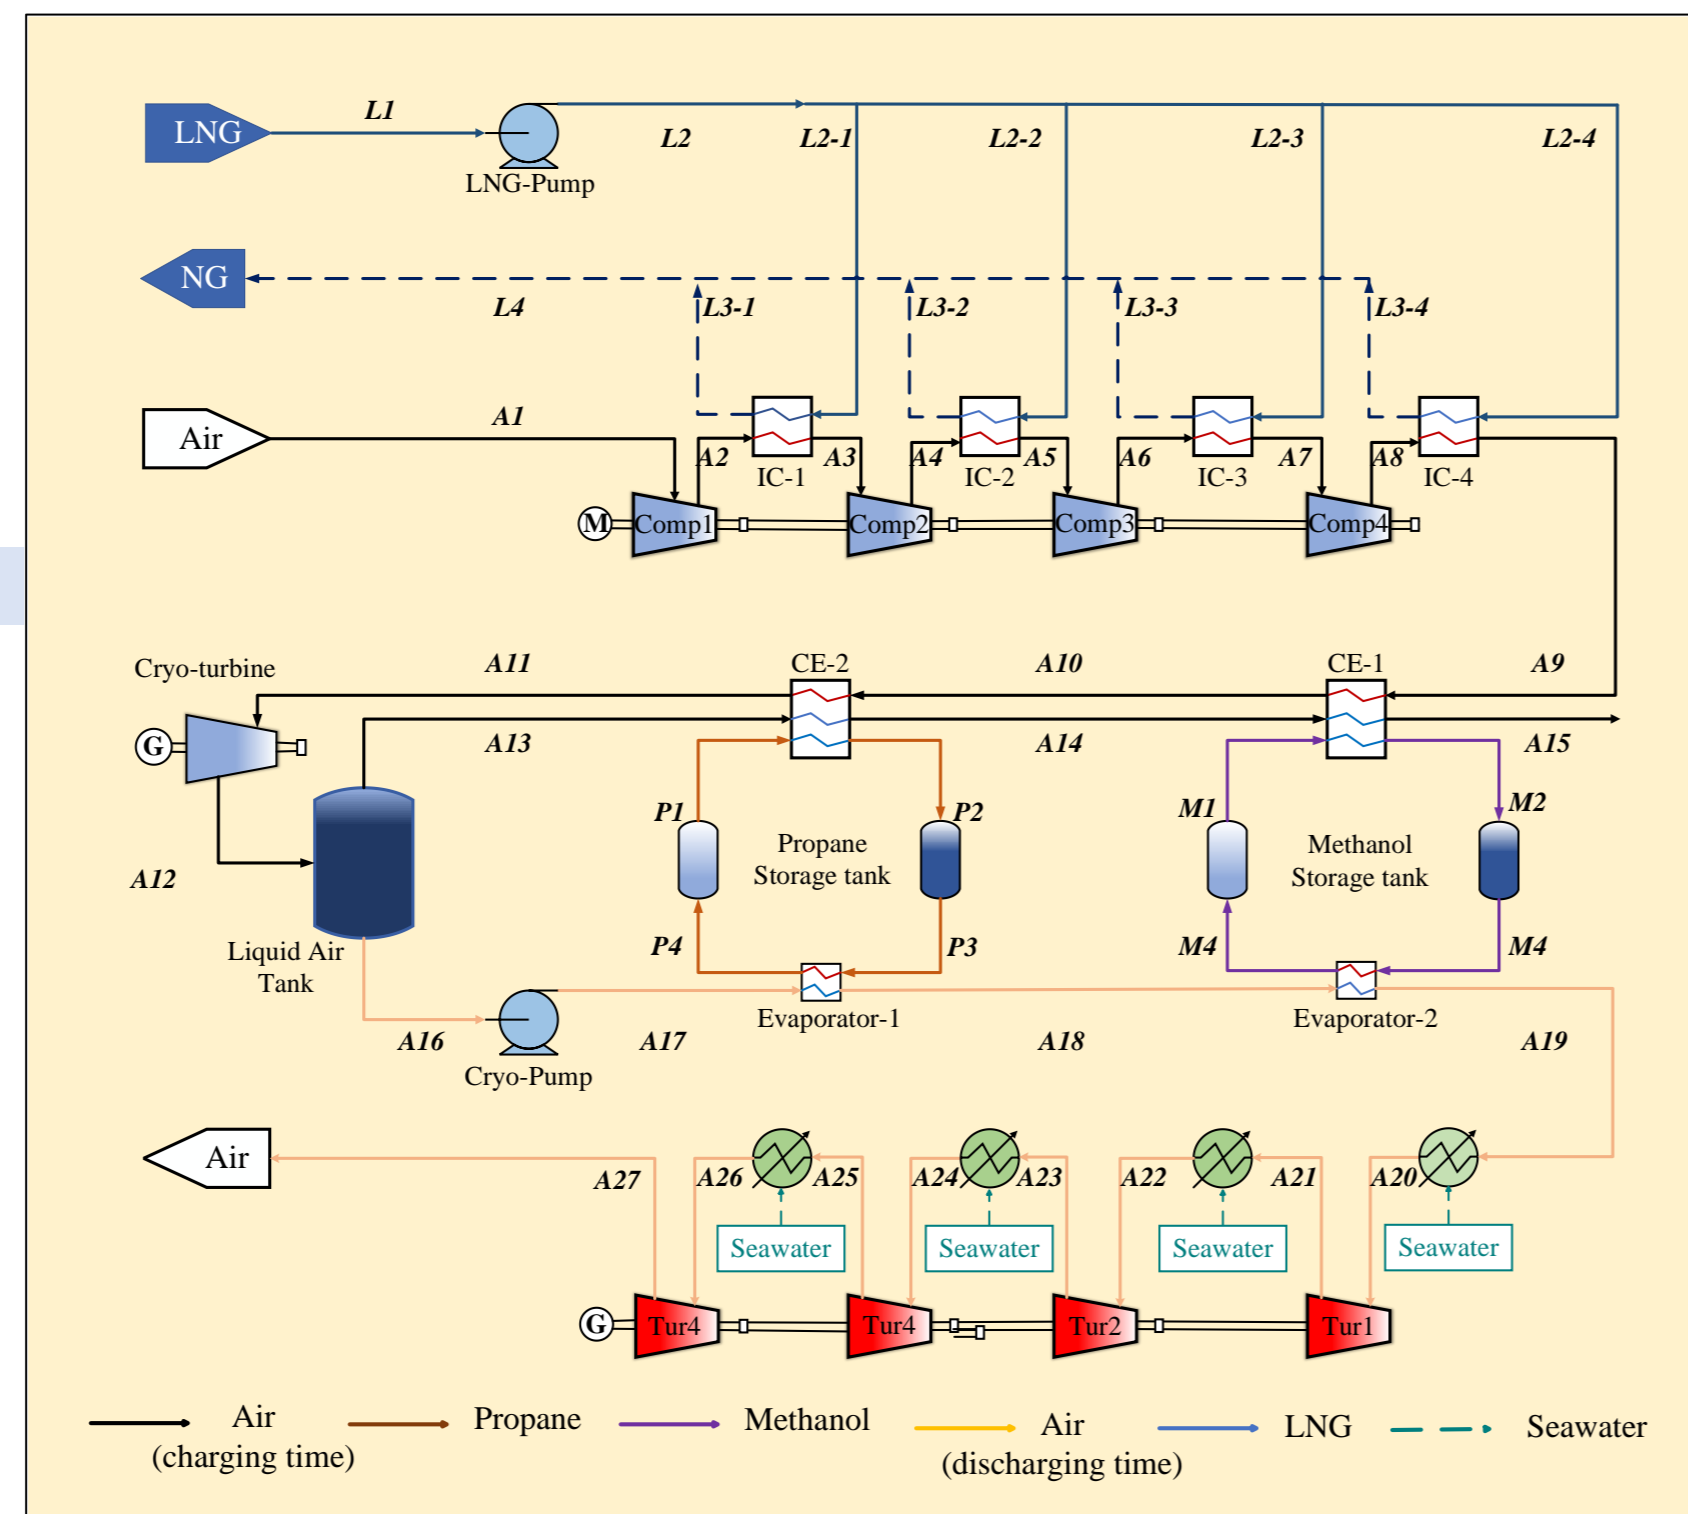 L1
LNG
LNG-Pump
L2
L2-1
L2-2
L2-3
L2-4
NG
L4
L3-1
L3-2
L3-3
L3-4
Air
A1
A2
A3
A4
A5
A6
A7
A8
IC-1
IC-2
IC-3
IC-4
M
Comp1
Comp2
Comp3
Comp4
Cryo-turbine
A11
CE-2
A10
CE-1
A9
G
A13
A14
A15
P1
P2
M1
M2
Propane
Storage tank
Methanol
Storage tank
A12
Liquid Air
Tank
P4
P3
M4
M4
Evaporator-1
Evaporator-2
A16
A17
A18
A19
Cryo-Pump
Air
A27
A26
A25
A24
A23
A22
A21
A20
Seawater
Seawater
Seawater
Seawater
G
Tur4
Tur4
Tur2
Tur1
Air
(charging time)
Propane
Methanol
Air
(discharging time)
LNG
Seawater